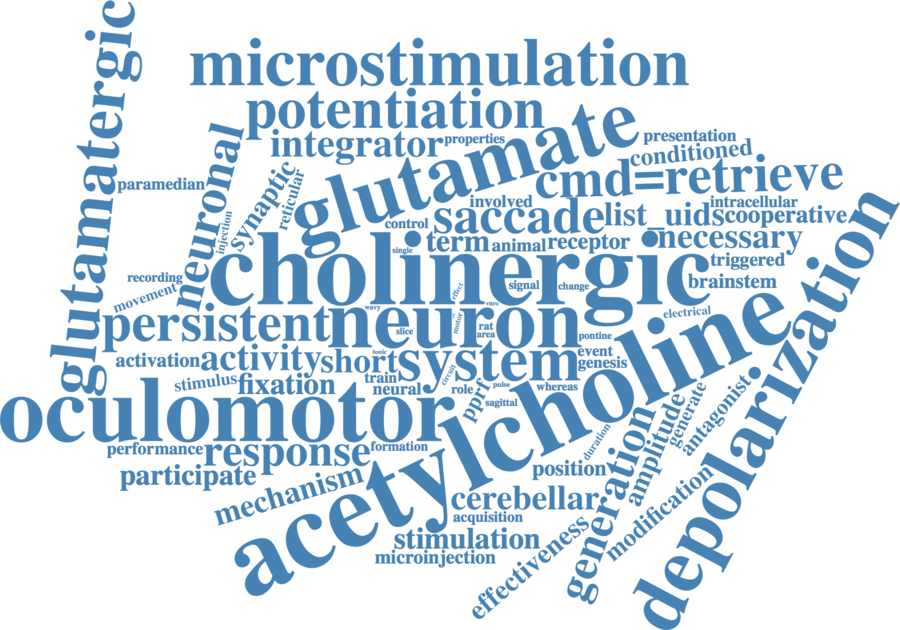 glutamatergic
microstimulation
potentiation
integrator
properties
glutamate
presentation
conditioned
paramedian
neuronal
synaptic
reticular
injection
cmd=retrieve
involved
intracellular
control
saccade
list_uids
cooperative
single
term
animal
receptor
necessary
cholinergic
triggered
recording
movement
signal
change
brainstem
effect
persistent
neuron
wavy
vitro
in
motor
electrical
slice
rat
area
pontine
depolarization
activation
activity
short
tonic
system
event
genesis
acetylcholine
stimulus
fixation
train
neural
circuit
role
pulse
whereas
oculomotor
pprf
sagittal
generation
amplitude
generate
antagonist
performance
response
formation
duration
participate
mechanism
position
cerebellar
acquisition
modification
stimulation
microinjection
effectiveness